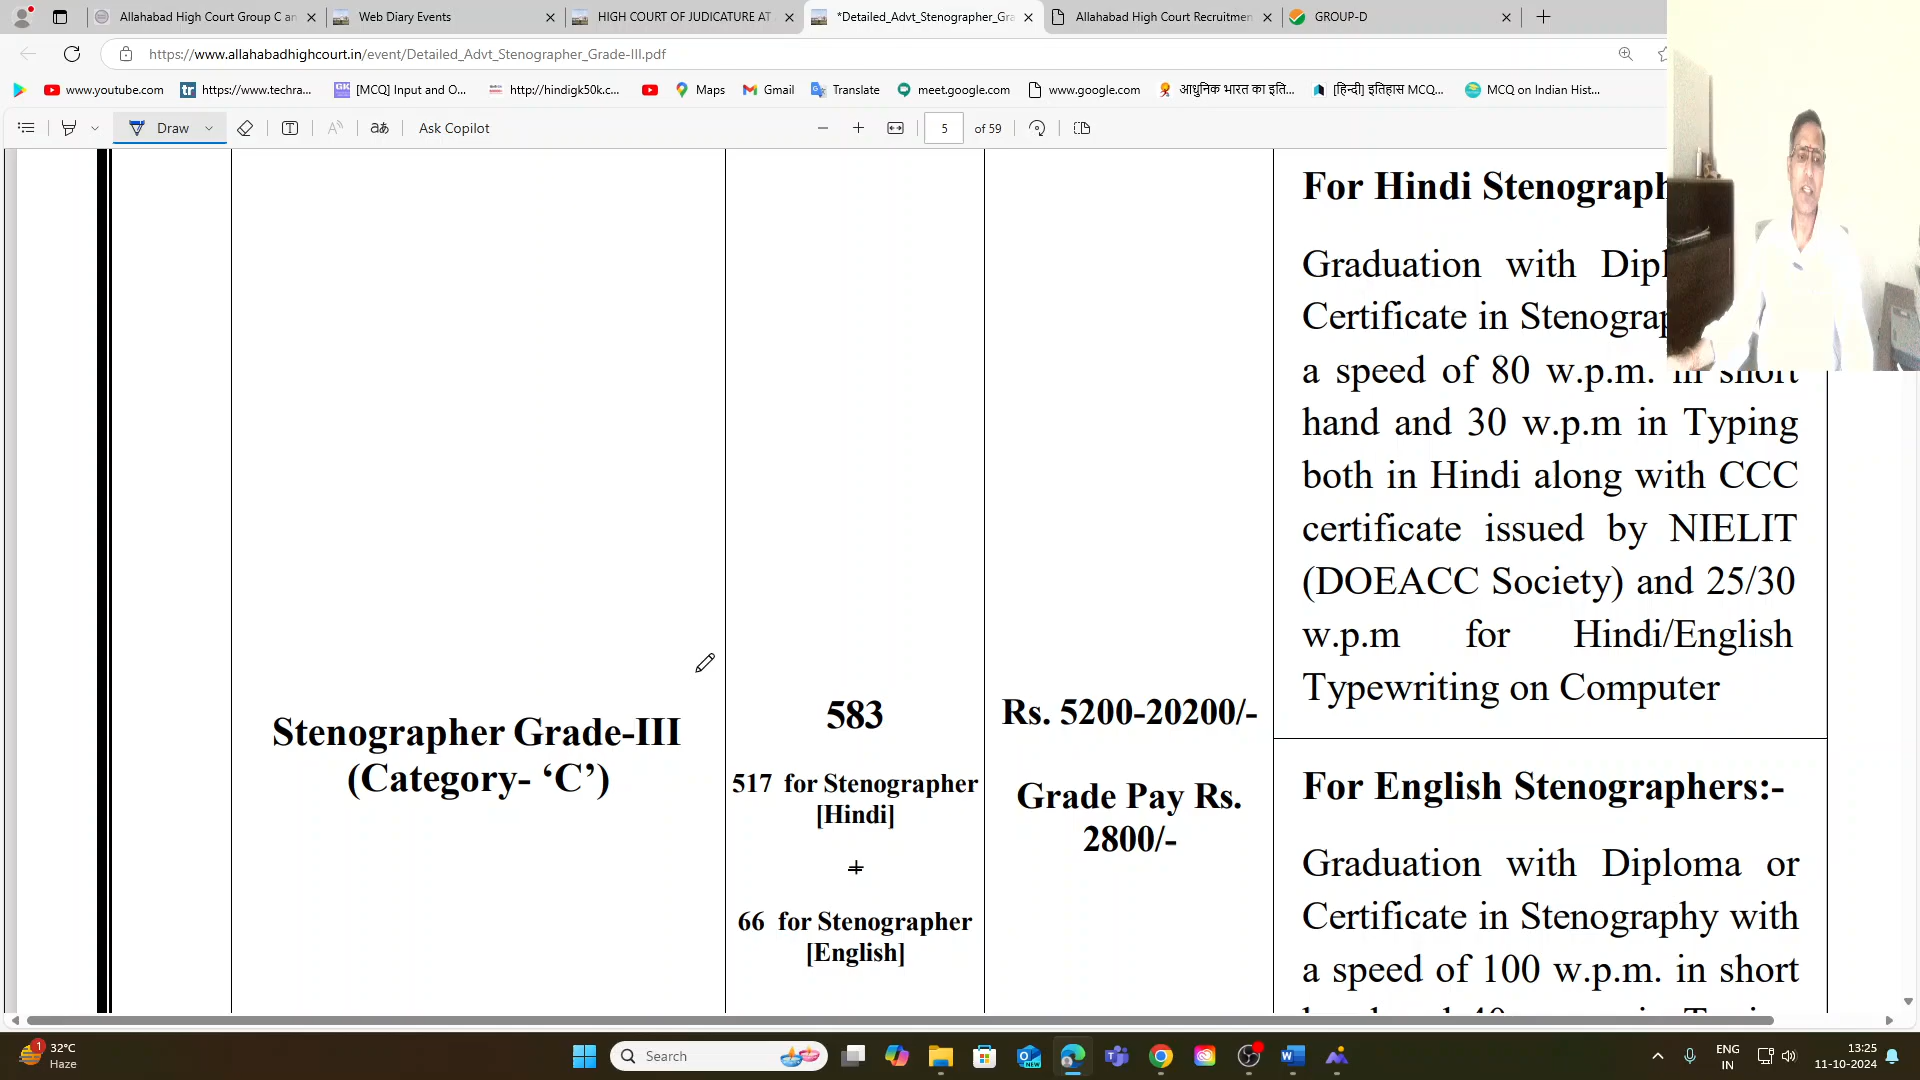 Allahabad High Court Group C an
Web Diary Events
HIGH COURT OF JUDICATURE AT
*Detailed_Advt_Stenographer_Gra
Allahabad High Court Recruitmen
GROUP-D
https://www.allahabadhighcourt.in/event/Detailed_Advt_Stenographer_Grade-III.pdf
www.youtube.com
https://www.techra...
[MCQ] Input and O...
http://hindigk50k.c...
Maps
Gmail
Translate
meet.google.com
www.google.com
आधुनिक भारत का इति...
[हिन्दी] इतिहास MCQ...
MCQ on Indian Hist...
Draw
aあ
Ask Copilot
5 of 59
For Hindi Stenograph
Graduation with Dipl
Certificate in Stenograp
a speed of 80 w.p.m. in short
hand and 30 w.p.m in Typing
both in Hindi along with CCC
certificate issued by NIELIT
(DOEACC Society) and 25/30
w.p.m for Hindi/English
Typewriting on Computer
Stenographer Grade-III
(Category- ‘C’)
583
517 for Stenographer
[Hindi]
+
66 for Stenographer
[English]
Rs. 5200-20200/-
Grade Pay Rs.
2800/-
For English Stenographers:-
Graduation with Diploma or
Certificate in Stenography with
a speed of 100 w.p.m. in short
32°C
Haze
1
Search
ENG
IN
13:25
11-10-2024